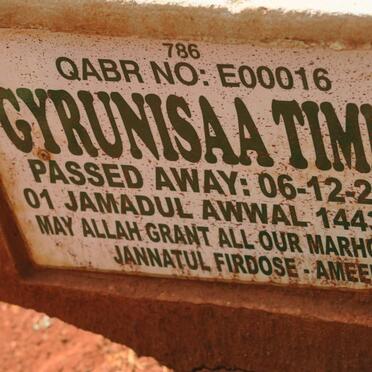 786
QABR NO: E00016
GYRUNISAA TIM
PASSED AWAY: 06-12-2
01 JAMADUL AWWAL 144
MAY ALLAH GRANT ALL OUR MARHO
JANNATUL FIRDOSE - AMEE